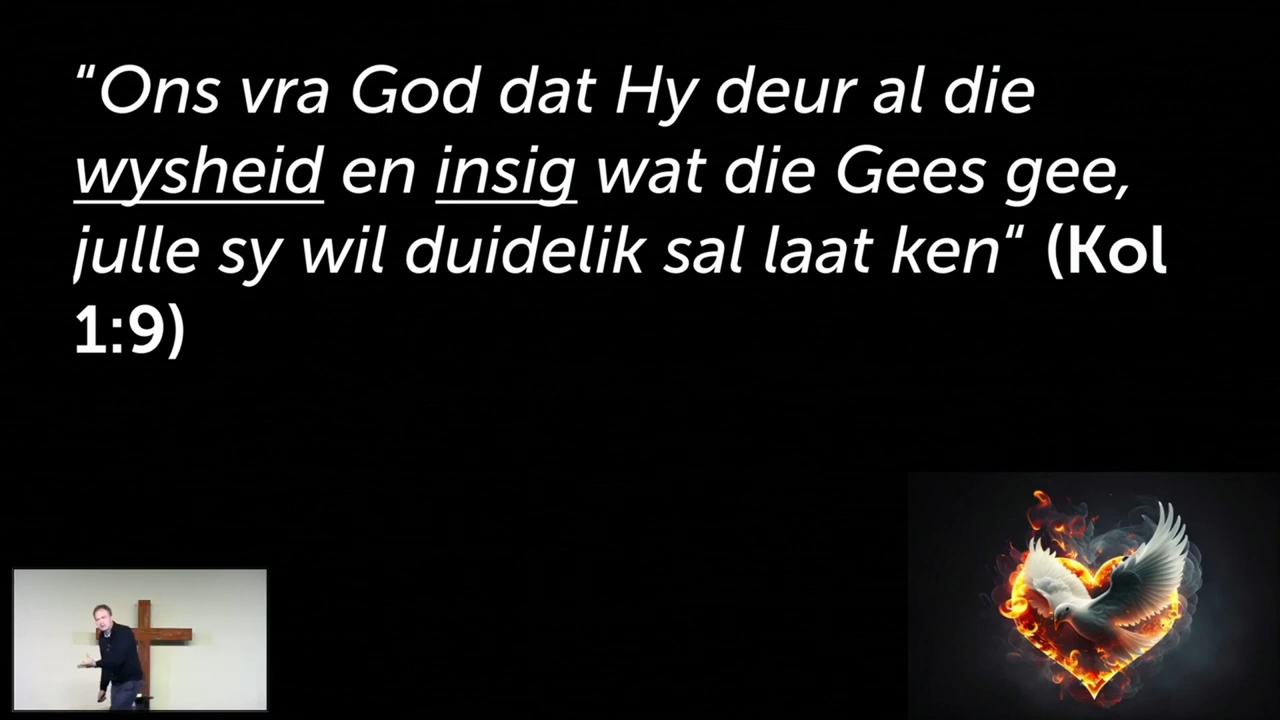 “Ons vra God dat Hy deur al die
wysheid en insig wat die Gees gee,
julle sy wil duidelik sal laat ken“ (Kol
1:9)